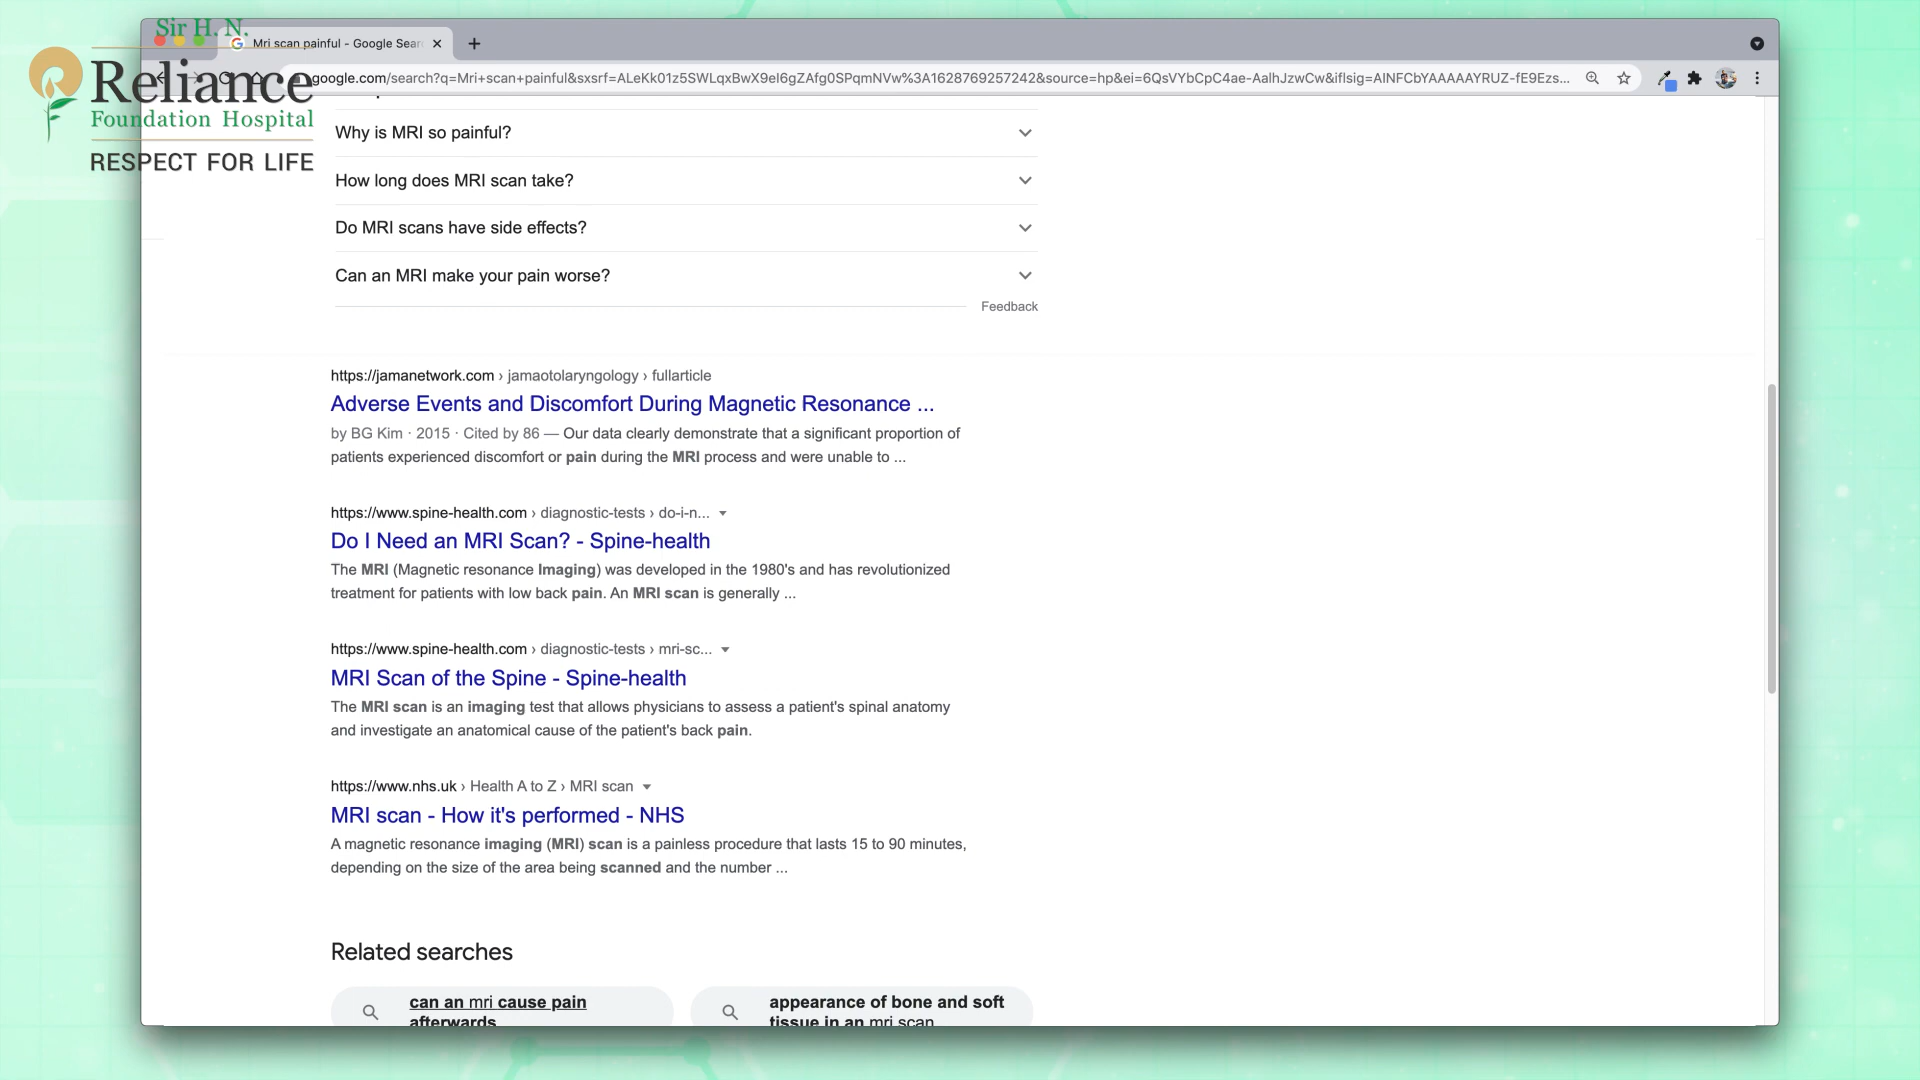 Sir H. N.
Reliance
Foundation Hospital
RESPECT FOR LIFE
Mri scan painful - Google Sear
google.com/search?q=Mri+scan+painful&sxsrf=ALeKk01z5SWLqxBwX9eI6gZAfg0SPqmNVw%3A1628769257242&source=hp&ei=6QsVYbCpC4ae-AalhJzwCw&iflsig=AINFCbYAAAAAYRUZ-fE9Ezs...
Why is MRI so painful?
How long does MRI scan take?
Do MRI scans have side effects?
Can an MRI make your pain worse?
Feedback
https://jamanetwork.com › jamaotolaryngology › fullarticle
Adverse Events and Discomfort During Magnetic Resonance ...
by BG Kim · 2015 · Cited by 86 — Our data clearly demonstrate that a significant proportion of
patients experienced discomfort or pain during the MRI process and were unable to ...
https://www.spine-health.com › diagnostic-tests › do-i-n...
Do I Need an MRI Scan? - Spine-health
The MRI (Magnetic resonance Imaging) was developed in the 1980's and has revolutionized
treatment for patients with low back pain. An MRI scan is generally ...
https://www.spine-health.com › diagnostic-tests › mri-sc...
MRI Scan of the Spine - Spine-health
The MRI scan is an imaging test that allows physicians to assess a patient's spinal anatomy
and investigate an anatomical cause of the patient's back pain.
https://www.nhs.uk › Health A to Z › MRI scan
MRI scan - How it's performed - NHS
A magnetic resonance imaging (MRI) scan is a painless procedure that lasts 15 to 90 minutes,
depending on the size of the area being scanned and the number ...
Related searches
can an mri cause pain
afterwards
appearance of bone and soft
tissue in an mri scan